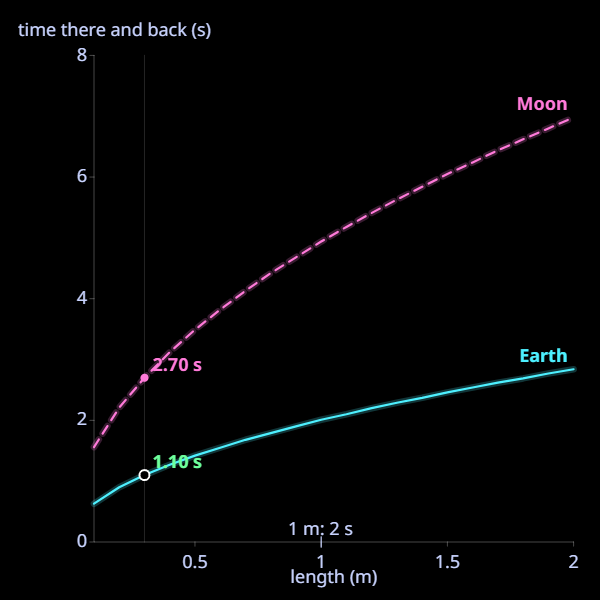 time there and back (s)
8
Moon
6
4
Earth
2.70 s
2
1.10 s
1 m: 2 s
0
0.5
1
1.5
2
length (m)